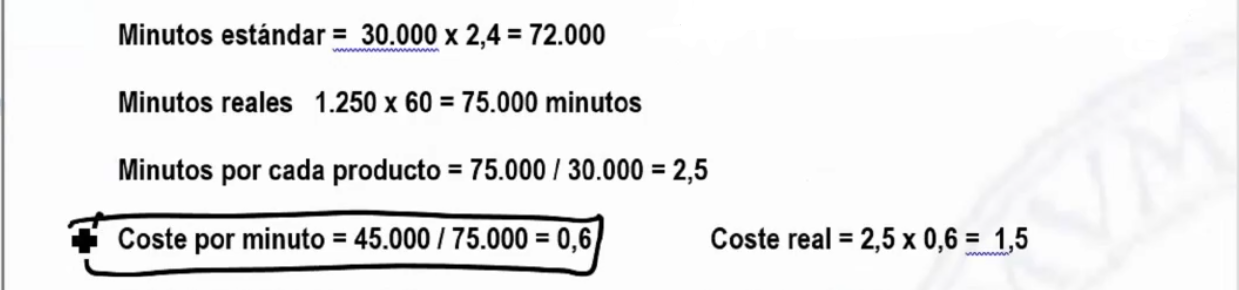 Minutos estándar = 30.000 x 2,4 = 72.000
Minutos reales 1.250 x 60 = 75.000 minutos
Minutos por cada producto = 75.000 / 30.000 = 2,5
Coste por minuto = 45.000 / 75.000 = 0,6 Coste real = 2,5 x 0,6 = 1,5